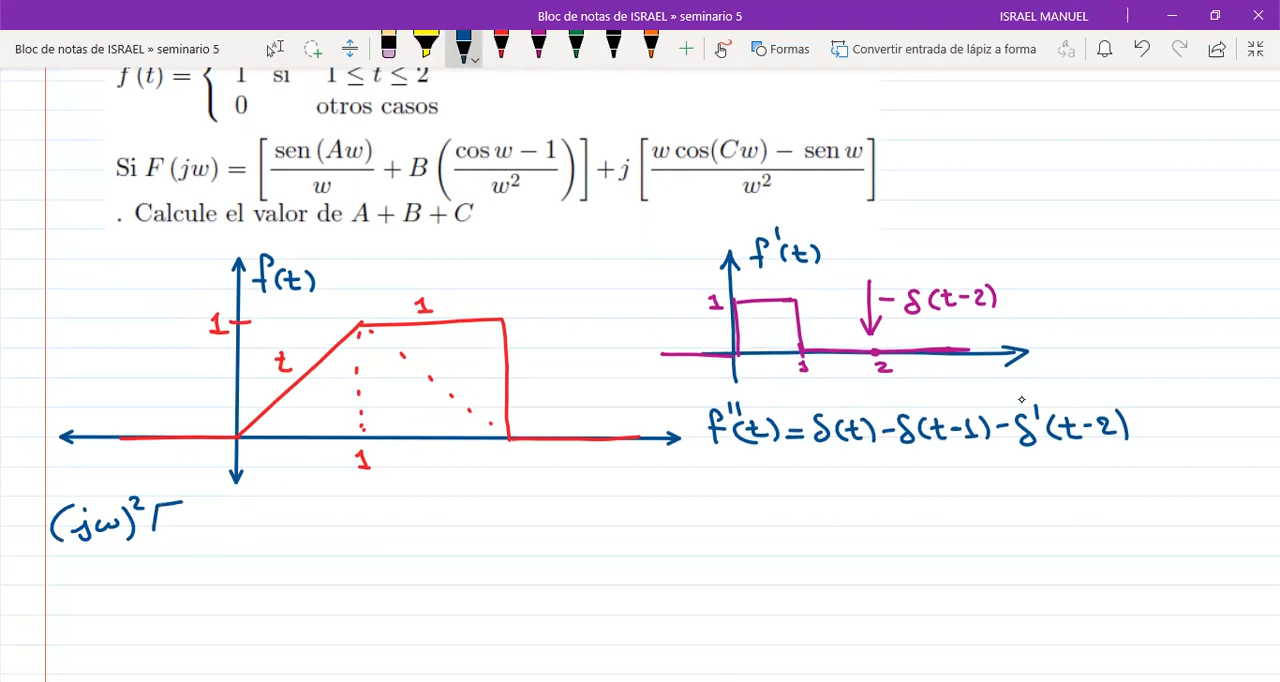 Bloc de notas de ISRAEL » seminario 5
ISRAEL MANUEL
Bloc de notas de ISRAEL » seminario 5
Formas
Convertir entrada de lápiz a forma
f (t) = { 1 si 1 ≤ t ≤ 2
0 otros casos
Si F (jw) = [ sen (Aw) / w + B ( cos w − 1 / w² ) ] + j [ w cos(Cw) − sen w / w² ]
. Calcule el valor de A + B + C
f(t)
1
1
t
1
f'(t)
1
- δ(t-2)
1
2
f''(t) = δ(t) - δ(t-1) - δ'(t-2)
(jω)²